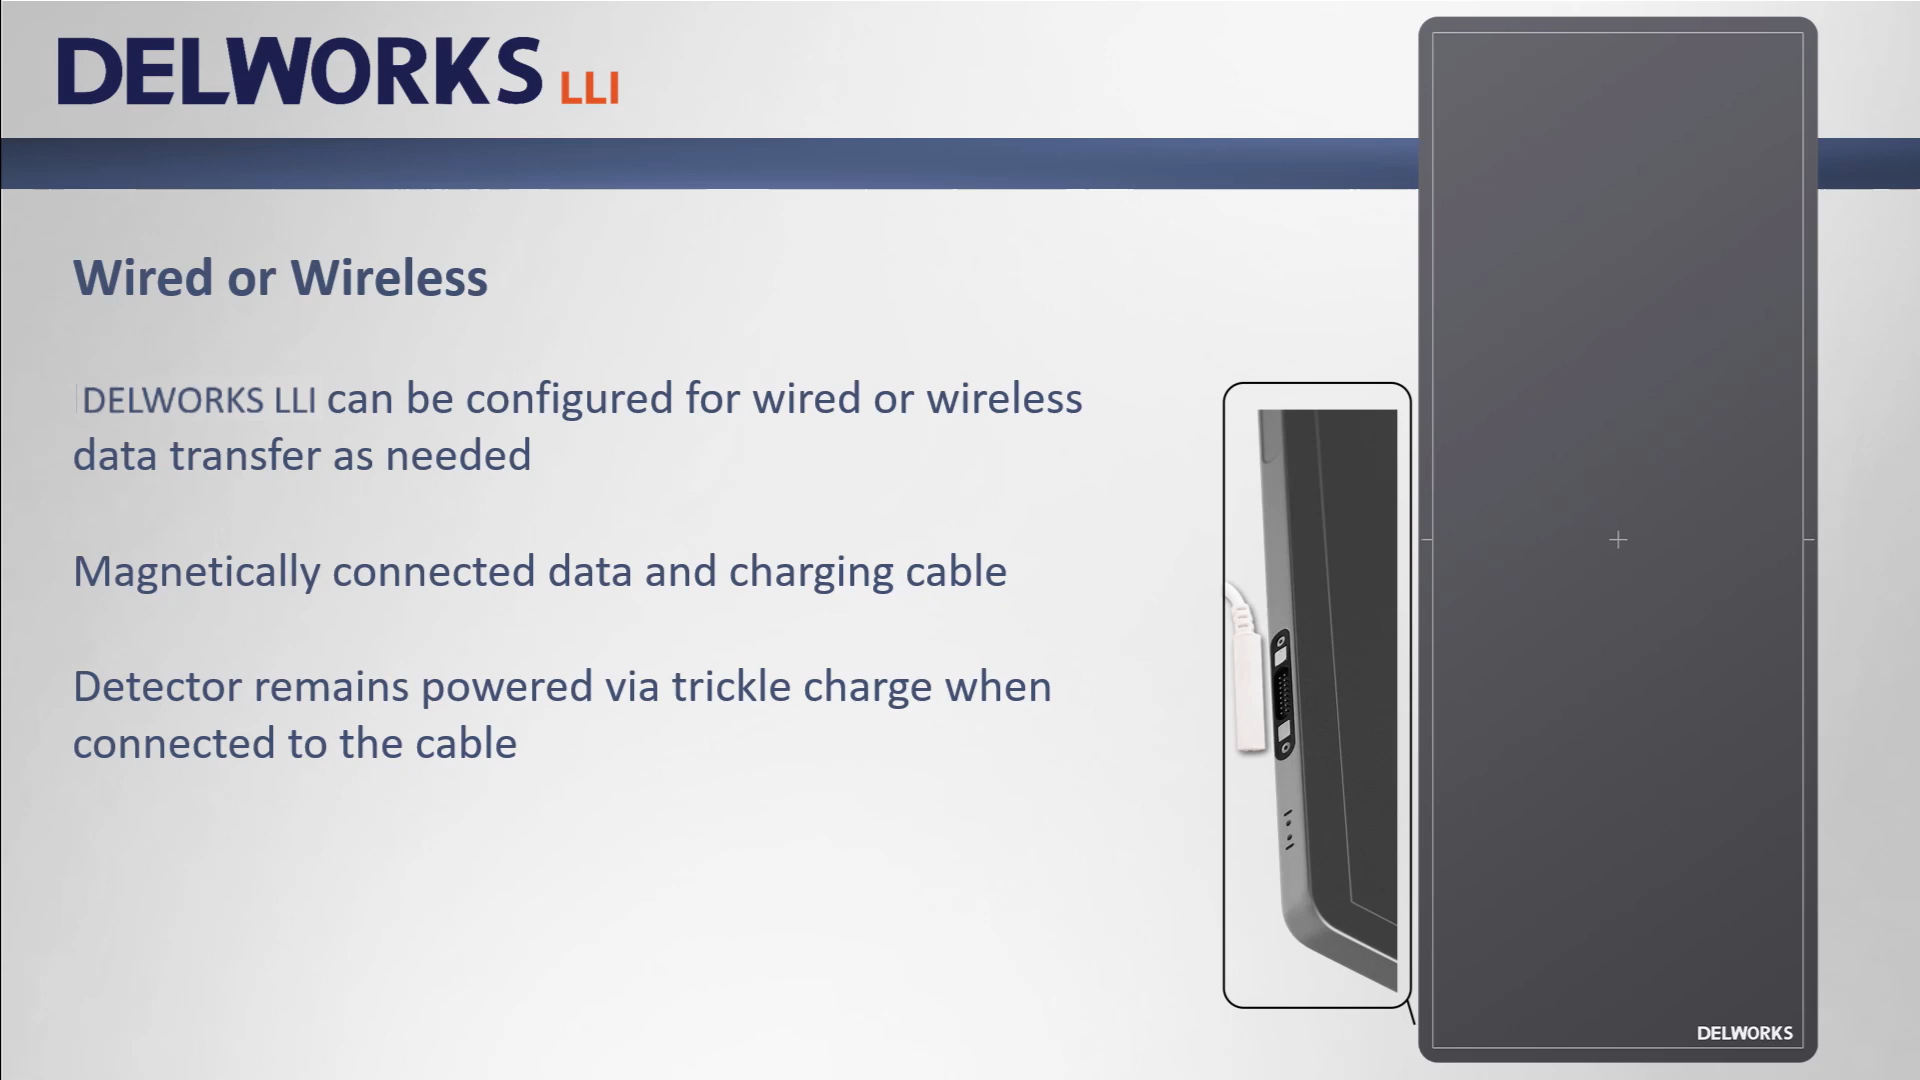 DELWORKS LLI
Wired or Wireless
DELWORKS LLI can be configured for wired or wireless
data transfer as needed
Magnetically connected data and charging cable
Detector remains powered via trickle charge when
connected to the cable
DELWORKS